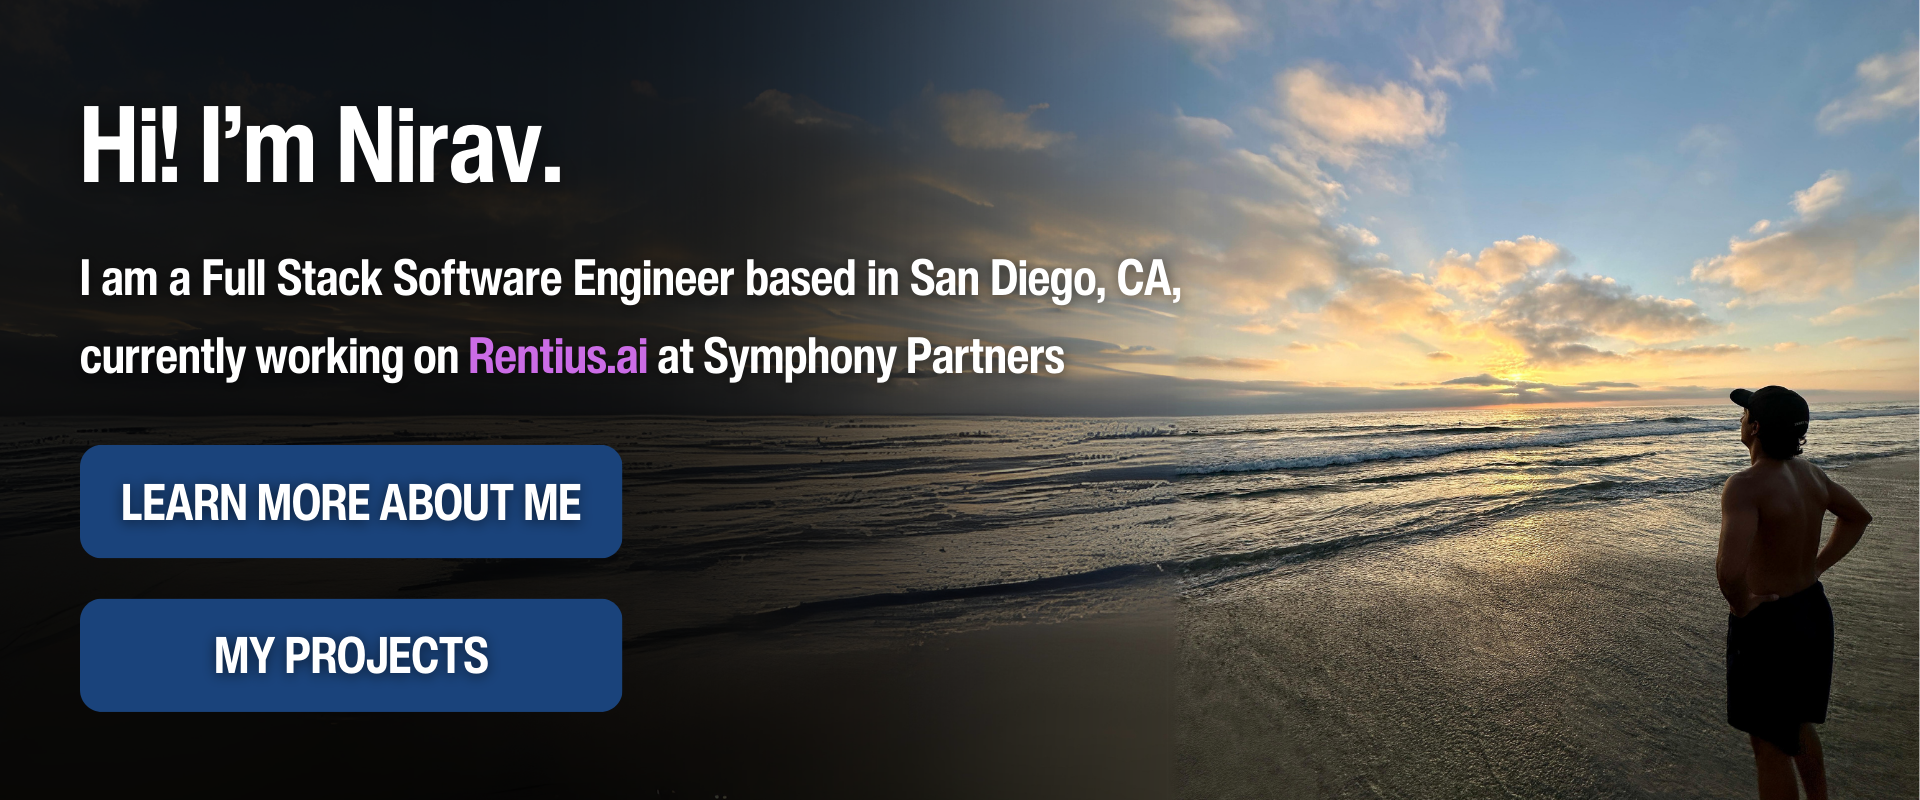 Hi! I’m Nirav.
I am a Full Stack Software Engineer based in San Diego, CA,
currently working on Rentius.ai at Symphony Partners
LEARN MORE ABOUT ME
MY PROJECTS